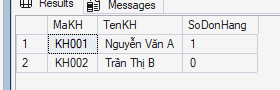 Results Messages
MaKH TenKH SoDonHang
1 KH001 Nguyễn Văn A 1
2 KH002 Trần Thị B 0